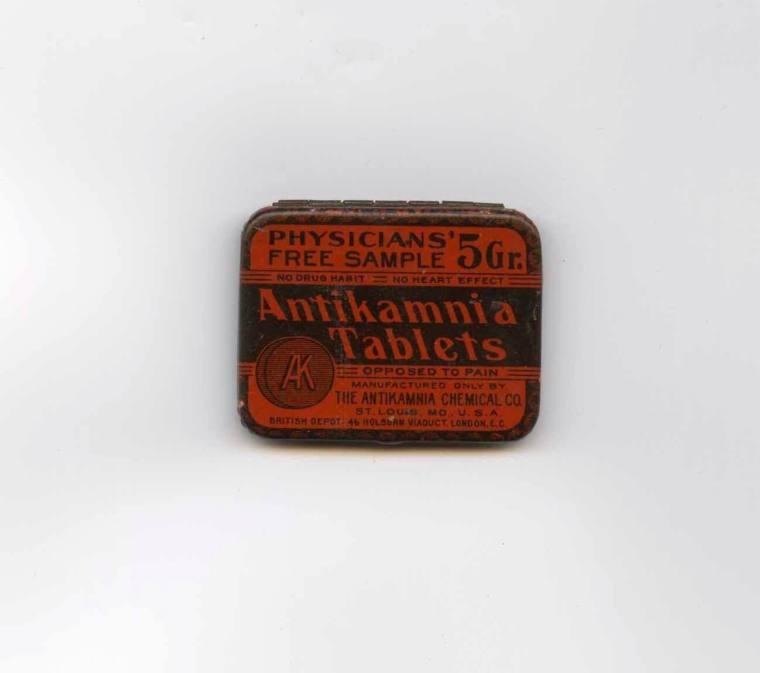 PHYSICIANS'
FREE SAMPLE 5Gr.
NO DRUG HABIT NO HEART EFFECT
Antikamnia
Tablets
AK
OPPOSED TO PAIN
MANUFACTURED ONLY BY
THE ANTIKAMNIA CHEMICAL CO.
ST. LOUIS, MO., U.S.A.
BRITISH DEPOT: 46 HOLBORN VIADUCT, LONDON, E.C.